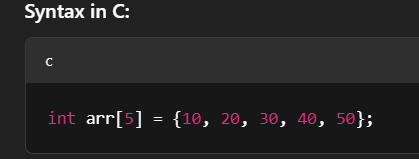 Syntax in C:
c
int arr[5] = {10, 20, 30, 40, 50};